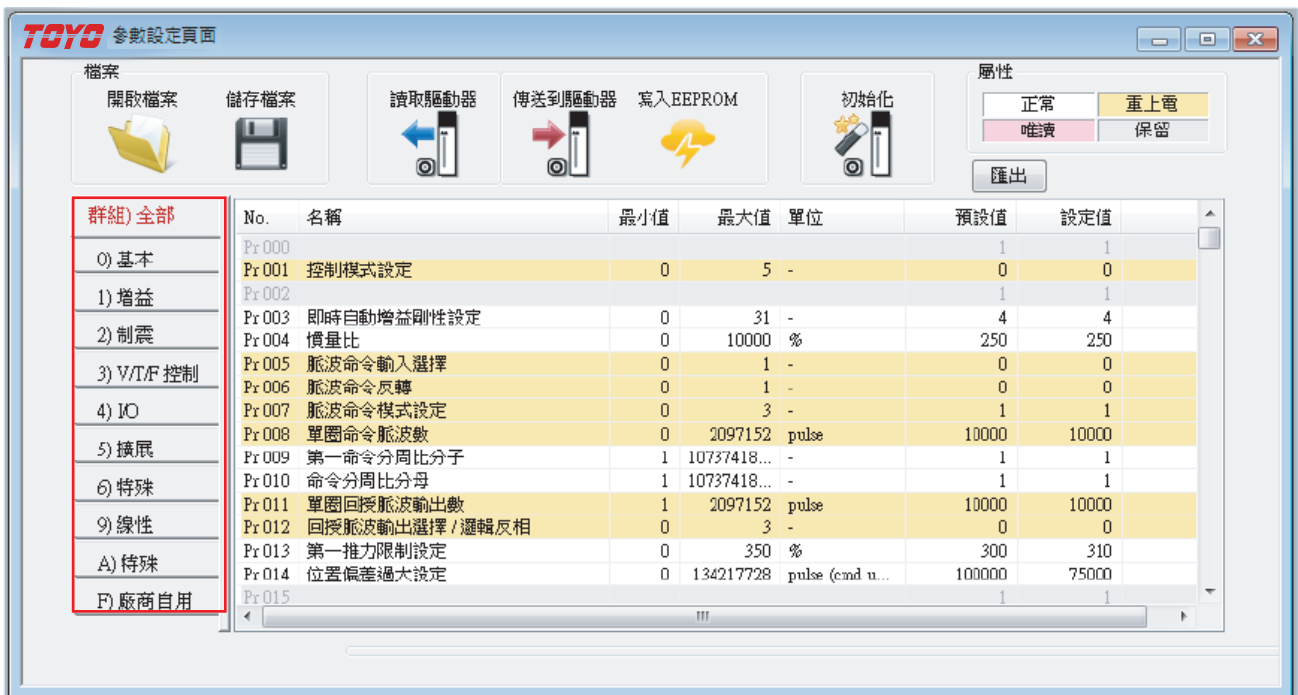 TOYO 參數設定頁面
檔案
開啟檔案 儲存檔案 讀取驅動器 傳送到驅動器 寫入EEPROM 初始化
屬性
正常 重上電
唯讀 保留
匯出
群組) 全部
0) 基本
1) 增益
2) 制震
3) V/T/F 控制
4) I/O
5) 擴展
6) 特殊
9) 線性
A) 特殊
F) 廠商自用
No. 名稱 最小值 最大值 單位 預設值 設定值
Pr 000 1 1
Pr 001 控制模式設定 0 5 - 0 0
Pr 002 1 1
Pr 003 即時自動增益剛性設定 0 31 - 4 4
Pr 004 慣量比 0 10000 % 250 250
Pr 005 脈波命令輸入選擇 0 1 - 0 0
Pr 006 脈波命令反轉 0 1 - 0 0
Pr 007 脈波命令模式設定 0 3 - 1 1
Pr 008 單圈命令脈波數 0 2097152 pulse 10000 10000
Pr 009 第一命令分周比分子 1 10737418... - 1 1
Pr 010 命令分周比分母 1 10737418... - 1 1
Pr 011 單圈回授脈波輸出數 1 2097152 pulse 10000 10000
Pr 012 回授脈波輸出選擇 / 邏輯反相 0 3 - 0 0
Pr 013 第一推力限制設定 0 350 % 300 310
Pr 014 位置偏差過大設定 0 134217728 pulse (cmd u... 100000 75000
Pr 015 1 1